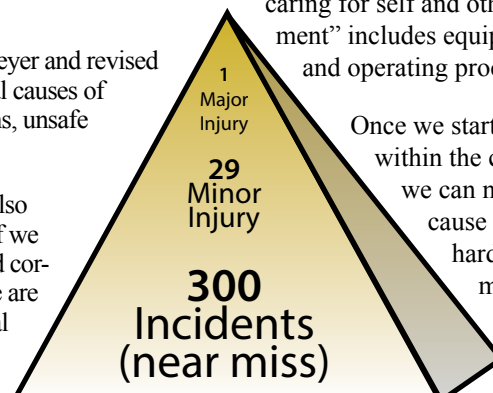 eyer and revised
l causes of
s, unsafe
lso
f we
d cor-
e are
l
1
Major
Injury
29
Minor
Injury
300
Incidents
(near miss)
caring for self and oth
ment” includes equip
and operating proc
Once we start
within the c
we can m
cause
hard
m